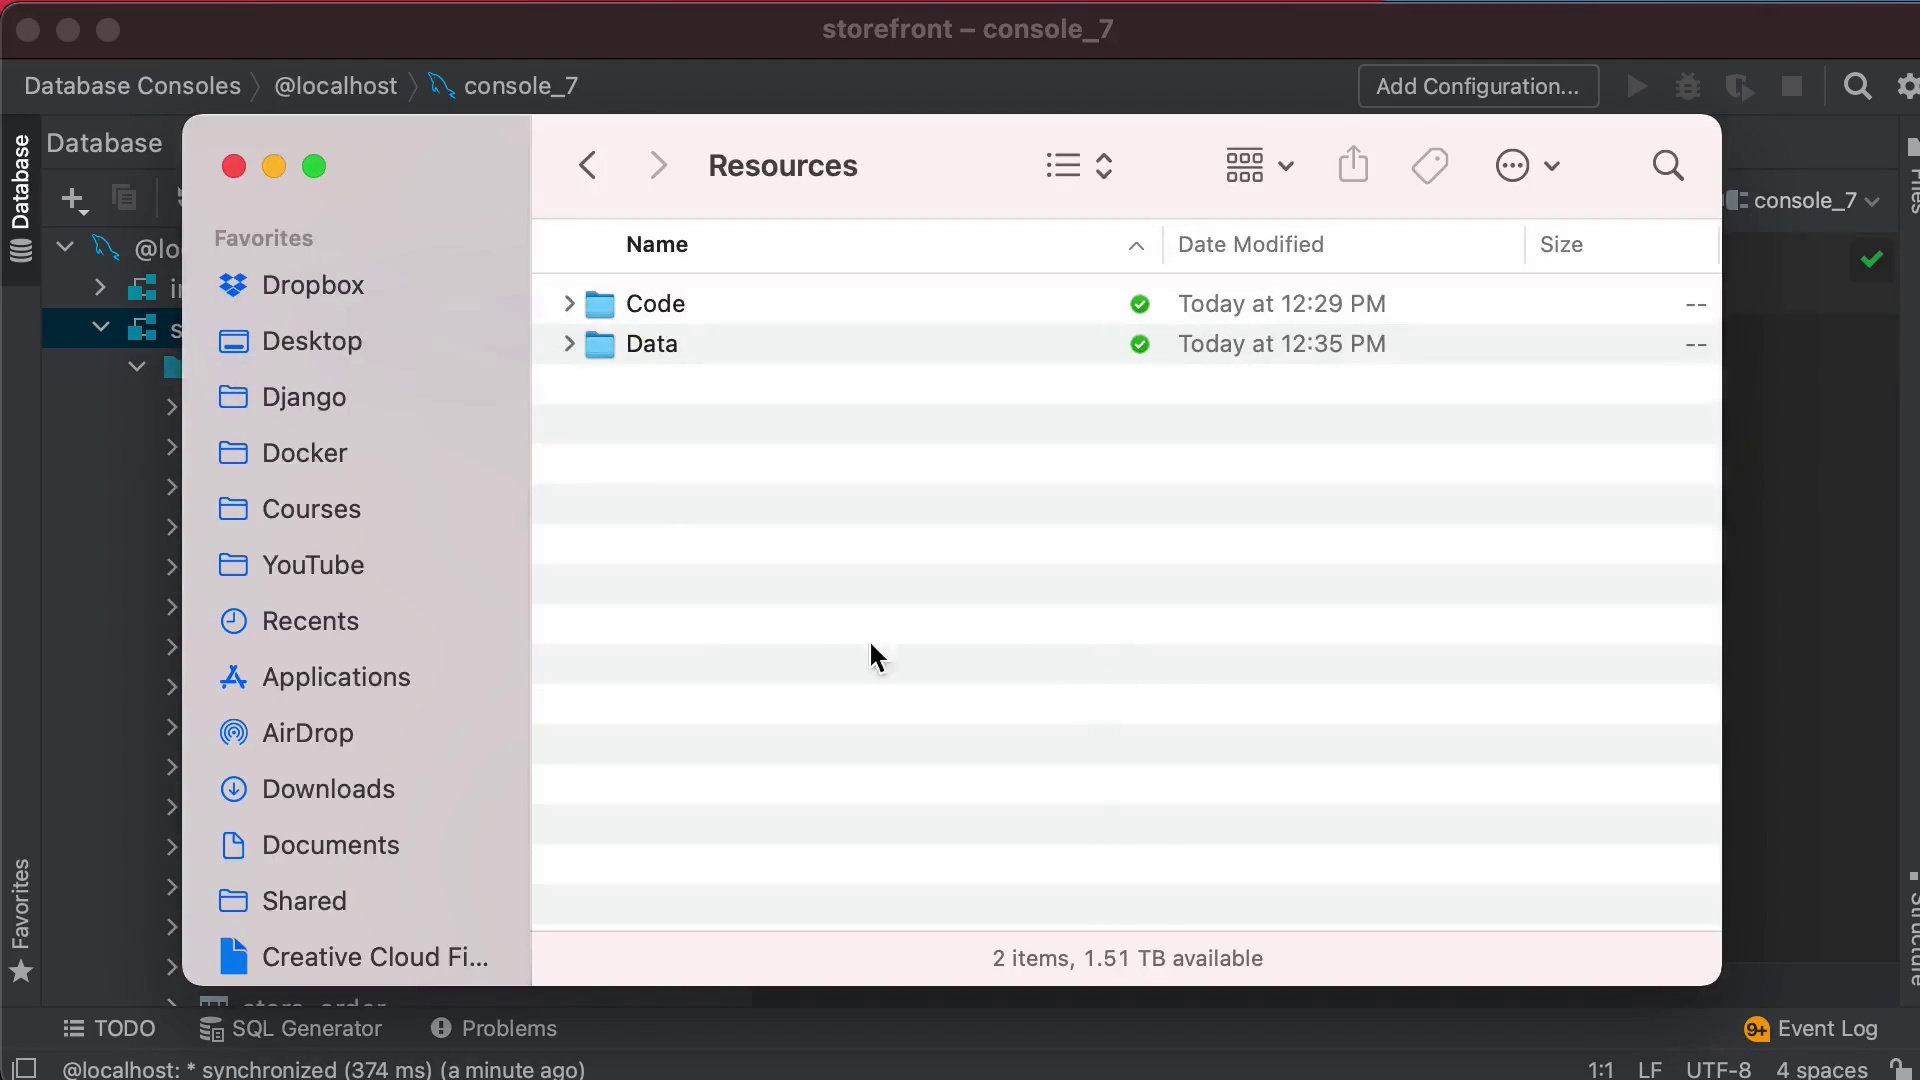 storefront – console_7
Database Consoles @localhost console_7
Add Configuration...
Database
Database
console_7
@lo
Resources
Favorites
Dropbox
Desktop
Django
Docker
Courses
YouTube
Recents
Applications
AirDrop
Downloads
Documents
Shared
Creative Cloud Fi...
Name Date Modified Size
Code Today at 12:29 PM --
Data Today at 12:35 PM --
2 items, 1.51 TB available
Favorites
Structure
TODO SQL Generator Problems
9+ Event Log
@localhost: * synchronized (374 ms) (a minute ago)
1:1 LF UTF-8 4 spaces